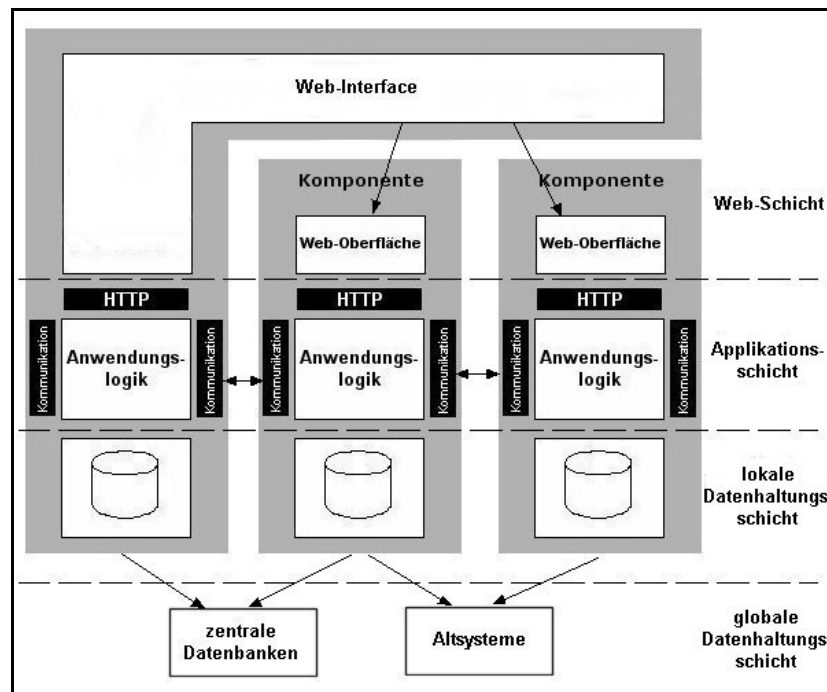 Web-Interface
Komponente
Komponente
Web-Schicht
Web-Oberfläche
Web-Oberfläche
HTTP
HTTP
HTTP
Kommunikation
Anwendungs-
logik
Kommunikation
Kommunikation
Anwendungs-
logik
Kommunikation
Kommunikation
Anwendungs-
logik
Kommunikation
Applikations-
schicht
lokale
Datenhaltungs
schicht
zentrale
Datenbanken
Altsysteme
globale
Datenhaltungs
schicht